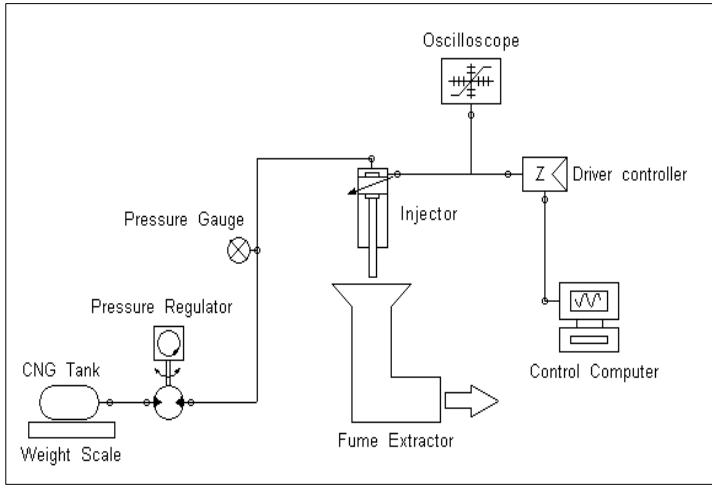 Oscilloscope
Z
Driver controller
Injector
Pressure Gauge
Pressure Regulator
CNG Tank
Control Computer
Fume Extractor
Weight Scale